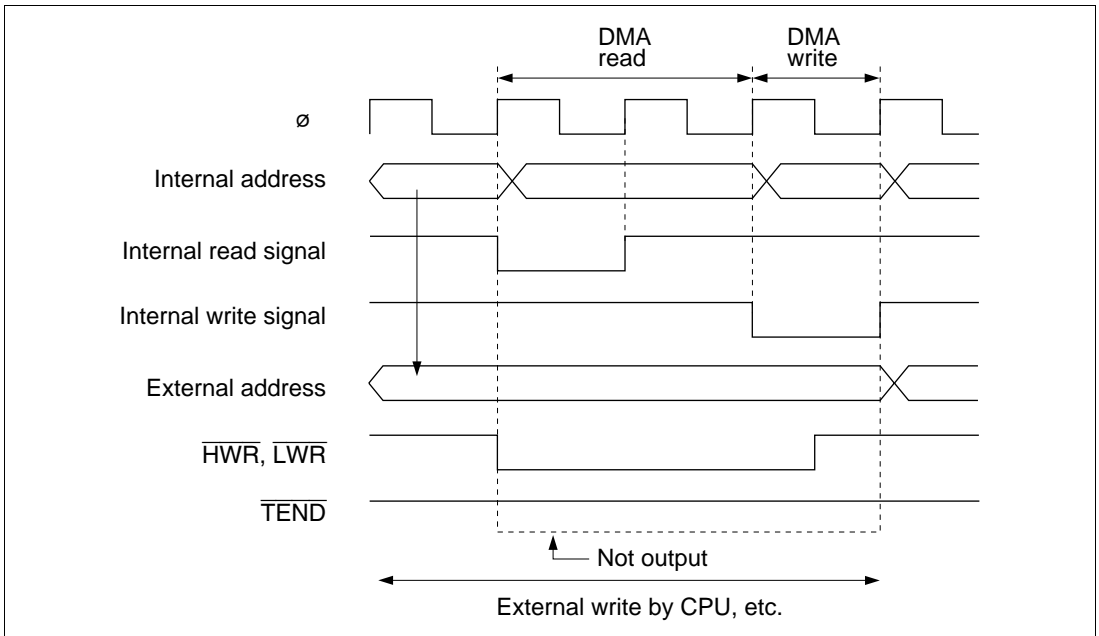 DMA read
DMA write
ø
Internal address
Internal read signal
Internal write signal
External address
HWR, LWR
TEND
Not output
External write by CPU, etc.